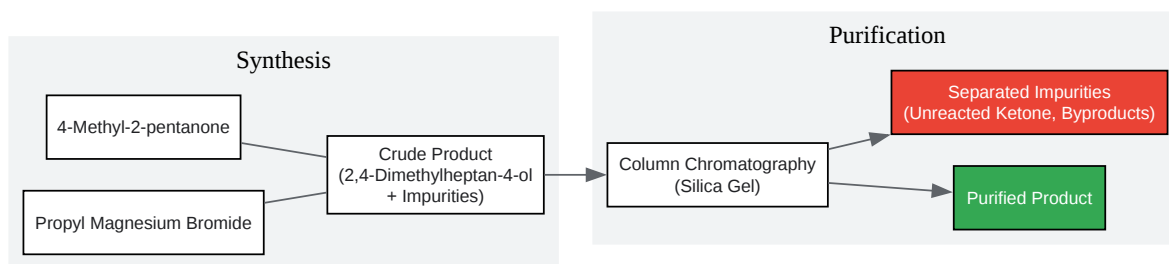 Synthesis
4-Methyl-2-pentanone
Propyl Magnesium Bromide
Crude Product
(2,4-Dimethylheptan-4-ol
+ Impurities)
Purification
Column Chromatography
(Silica Gel)
Separated Impurities
(Unreacted Ketone, Byproducts)
Purified Product